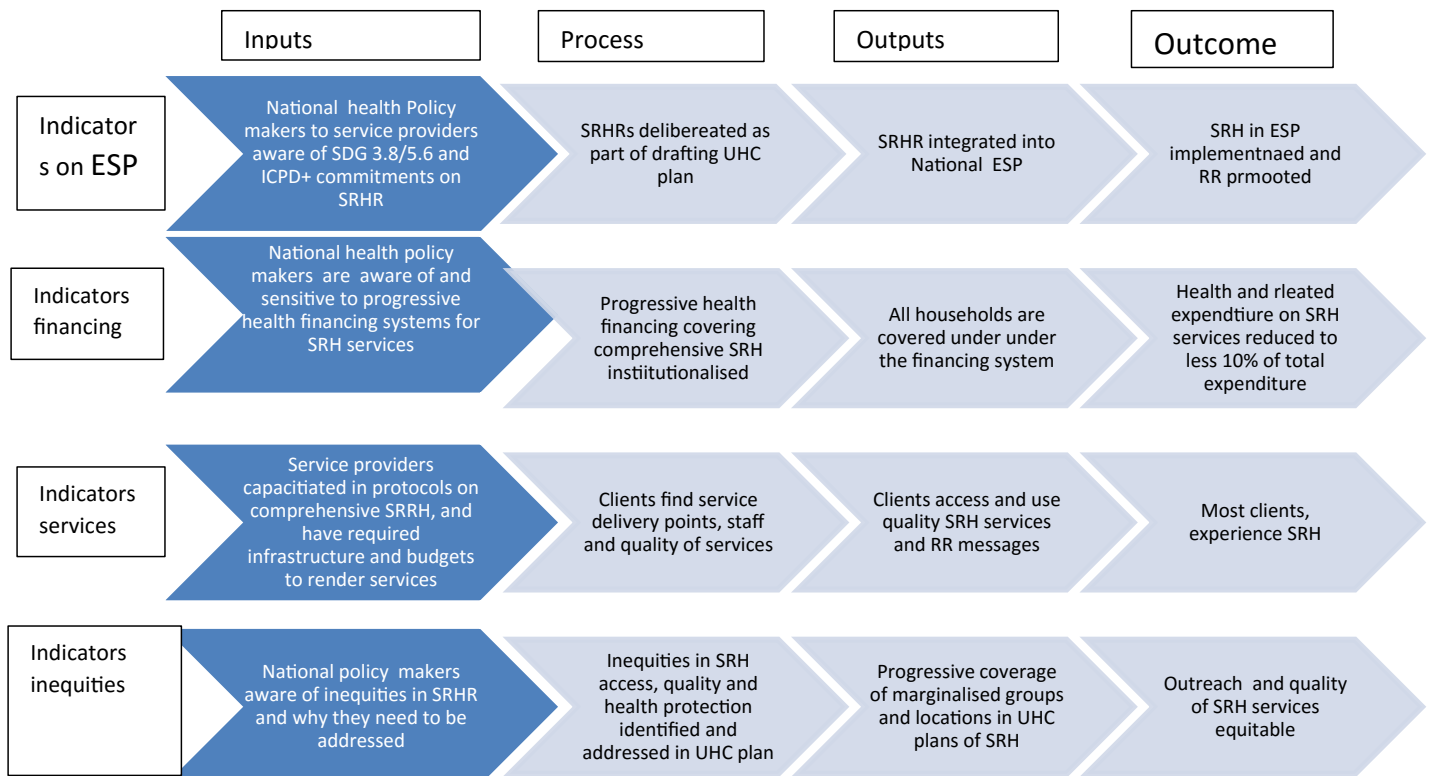 Inputs
Process
Outputs
Outcome
Indicator
s on ESP
National health Policy
makers to service providers
aware of SDG 3.8/5.6 and
ICPD+ commitments on
SRHR
SRHRs delibereated as
part of drafting UHC
plan
SRHR integrated into
National ESP
SRH in ESP
implementnaed and
RR prmooted
Indicators
financing
National health policy
makers are aware of and
sensitive to progressive
health financing systems for
SRH services
Progressive health
financing covering
comprehensive SRH
institutionalised
All households are
covered under under
the financing system
Health and rleated
expendtiure on SRH
services reduced to
less 10% of total
expenditure
Indicators
services
Service providers
capacitiated in protocols on
comprehensive SRRH, and
have required
infrastructure and budgets
to render services
Clients find service
delivery points, staff
and quality of services
Clients access and use
quality SRH services
and RR messages
Most clients,
experience SRH
Indicators
inequities
National policy makers
aware of inequities in SRHR
and why they need to be
addressed
Inequities in SRH
access, quality and
health protection
identified and
addressed in UHC plan
Progressive coverage
of marginalised groups
and locations in UHC
plans of SRH
Outreach and quality
of SRH services
equitable